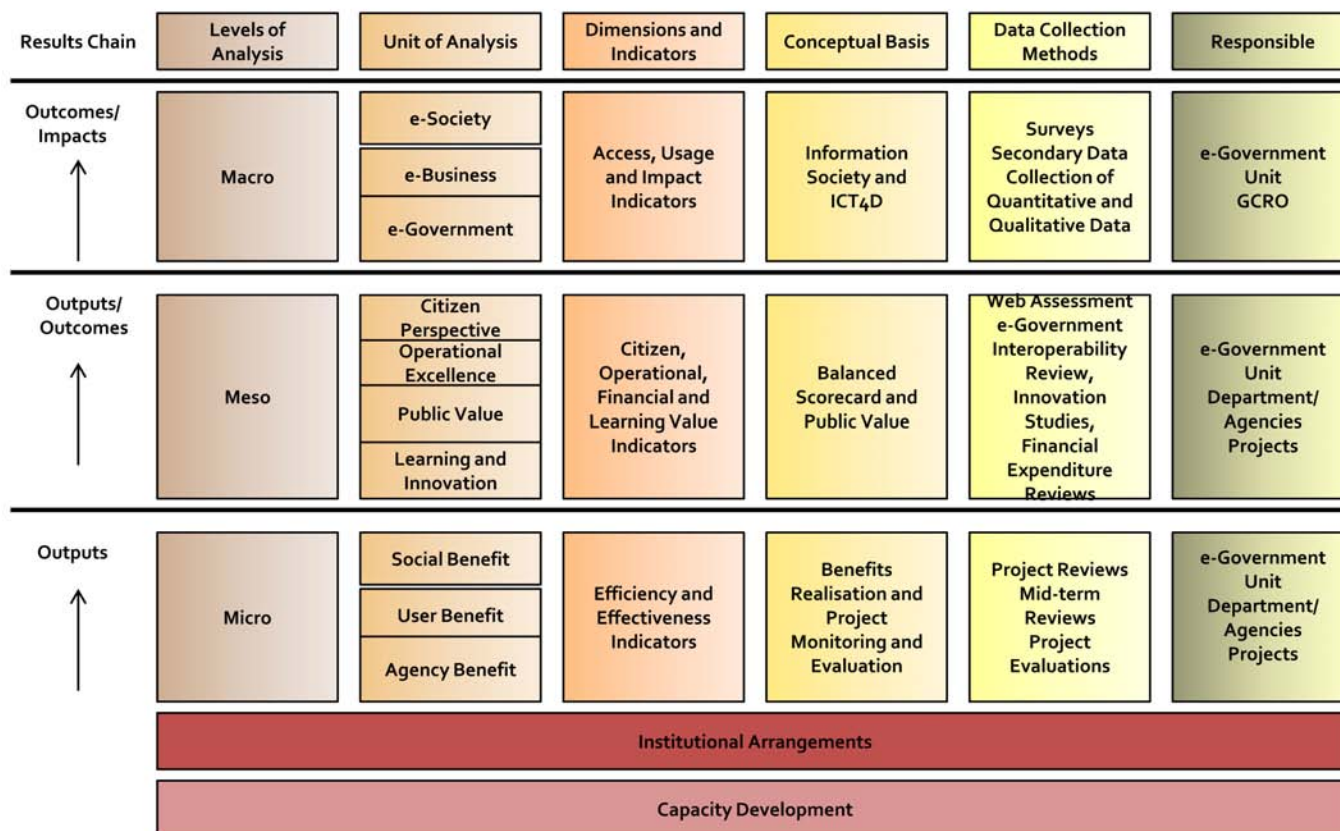 Results Chain
Levels of
Analysis
Unit of Analysis
Dimensions and
Indicators
Conceptual Basis
Data Collection
Methods
Responsible
Outcomes/
Impacts
Macro
e-Society
e-Business
e-Government
Access, Usage
and Impact
Indicators
Information
Society and
ICT4D
Surveys
Secondary Data
Collection of
Quantitative and
Qualitative Data
e-Government
Unit
GCRO
Outputs/
Outcomes
Meso
Citizen
Perspective
Operational
Excellence
Public Value
Learning and
Innovation
Citizen,
Operational,
Financial and
Learning Value
Indicators
Balanced
Scorecard and
Public Value
Web Assessment
e-Government
Interoperability
Review,
Innovation
Studies,
Financial
Expenditure
Reviews
e-Government
Unit
Department/
Agencies
Projects
Outputs
Micro
Social Benefit
User Benefit
Agency Benefit
Efficiency and
Effectiveness
Indicators
Benefits
Realisation and
Project
Monitoring and
Evaluation
Project Reviews
Mid-term
Reviews
Project
Evaluations
e-Government
Unit
Department/
Agencies
Projects
Institutional Arrangements
Capacity Development